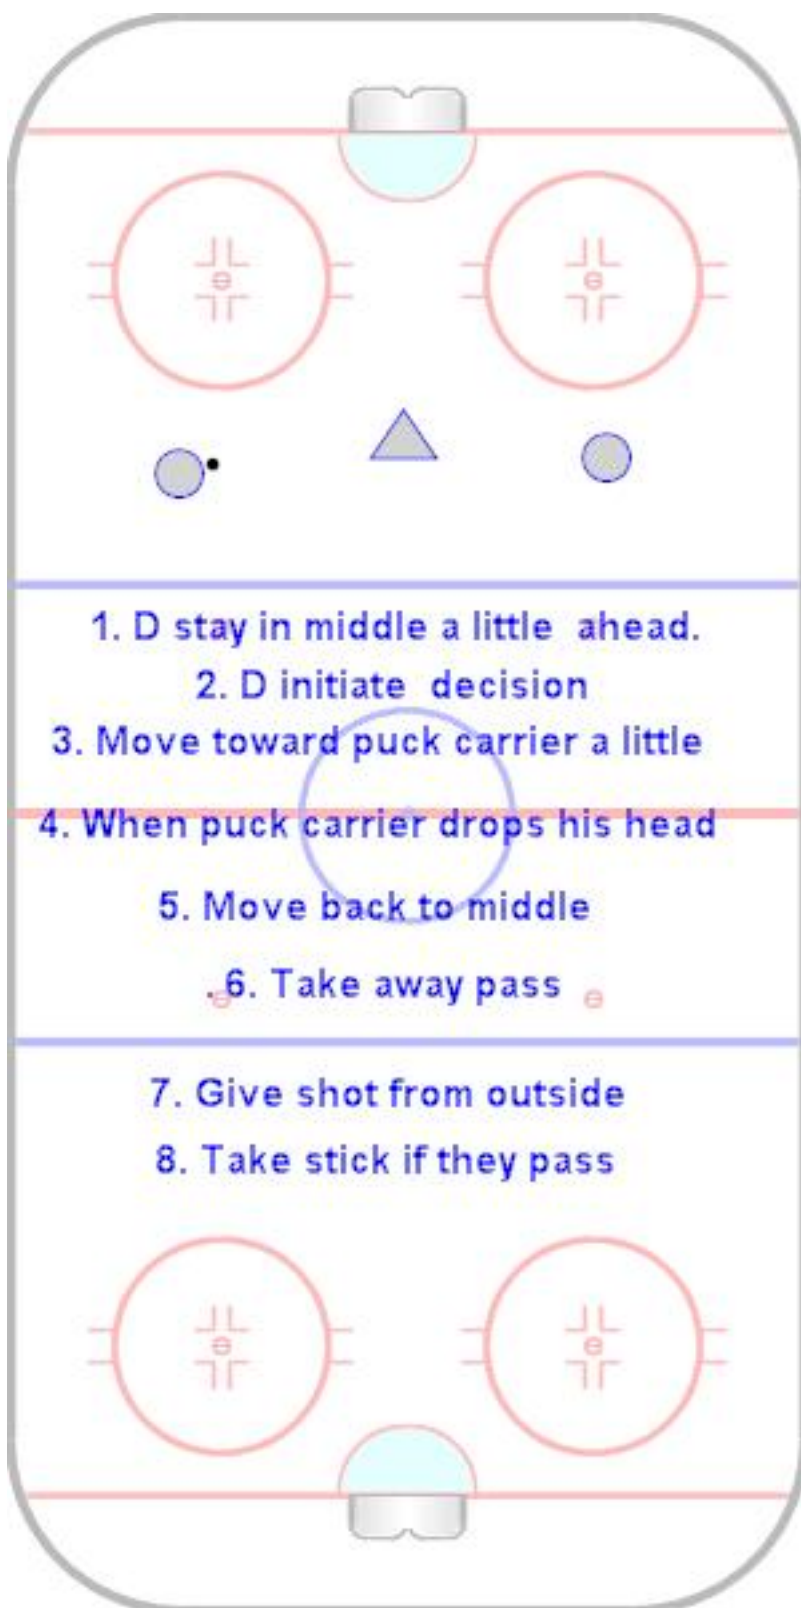 1. D stay in middle a little ahead.
2. D initiate decision
3. Move toward puck carrier a little
4. When puck carrier drops his head
5. Move back to middle
. 6. Take away pass
7. Give shot from outside
8. Take stick if they pass